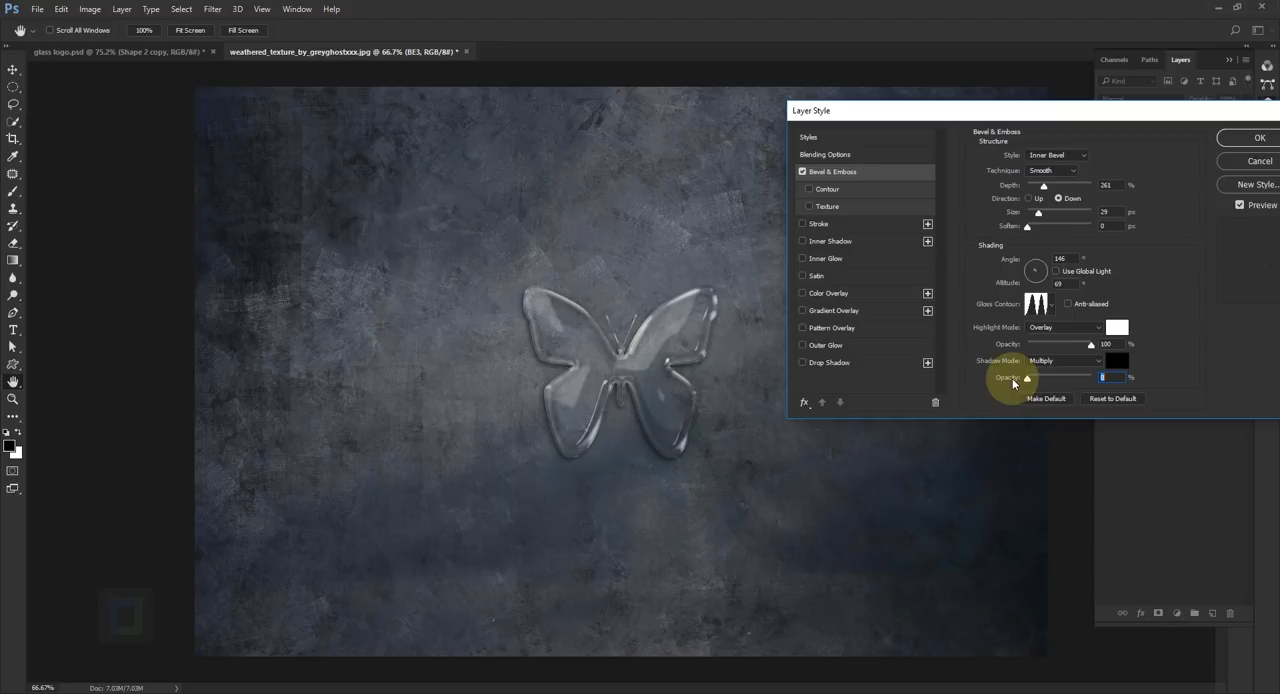 Ps File Edit Image Layer Type Select Filter 3D View Window Help
Scroll All Windows 100% Fit Screen Fill Screen
glass logo.psd @ 75.2% (Shape 2 copy, RGB/8#) * × weathered_texture_by_greyghostxxx.jpg @ 66.7% (BE3, RGB/8#) * ×
Channels Paths Layers
Kind
Layer Style
Styles
Blending Options
Bevel & Emboss
Contour
Texture
Stroke
Inner Shadow
Inner Glow
Satin
Color Overlay
Gradient Overlay
Pattern Overlay
Outer Glow
Drop Shadow
fx
Bevel & Emboss
Structure
Style: Inner Bevel
Technique: Smooth
Depth: 261 %
Direction: Up Down
Size: 29 px
Soften: 0 px
Shading
Angle: 146 °
Use Global Light
Altitude: 69 °
Gloss Contour: Anti-aliased
Highlight Mode: Overlay
Opacity: 100 %
Shadow Mode: Multiply
Opacity: 0 %
Make Default Reset to Default
OK
Cancel
New Style...
Preview
fx
66.67% Doc: 7.03M/7.03M